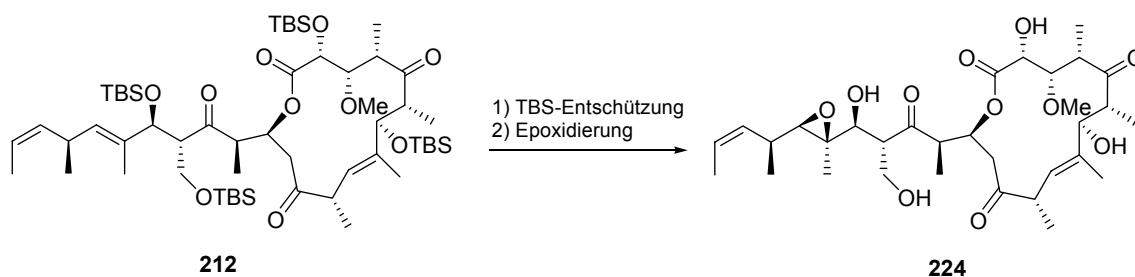 TBSO
O
O
TBSO
O
O
OMe
OTBS
OTBS
O
212
1) TBS-Entschützung
2) Epoxidierung
OH
O
O
O
OH
O
O
OMe
OH
OH
O
224